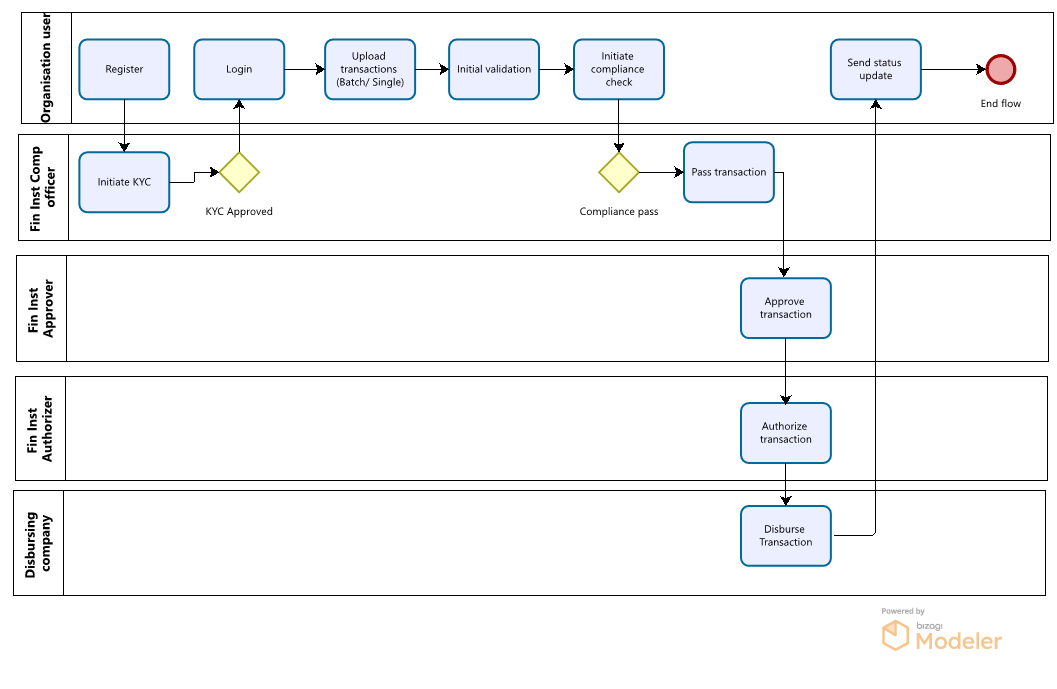 Organisation user
Register
Login
Upload
transactions
(Batch/ Single)
Initial validation
Initiate
compliance
check
Send status
update
End flow
Fin Inst Comp
officer
Initiate KYC
KYC Approved
Compliance pass
Pass transaction
Fin Inst
Approver
Approve
transaction
Fin Inst
Authorizer
Authorize
transaction
Disbursing
company
Disburse
Transaction
Powered by
bizagi
Modeler